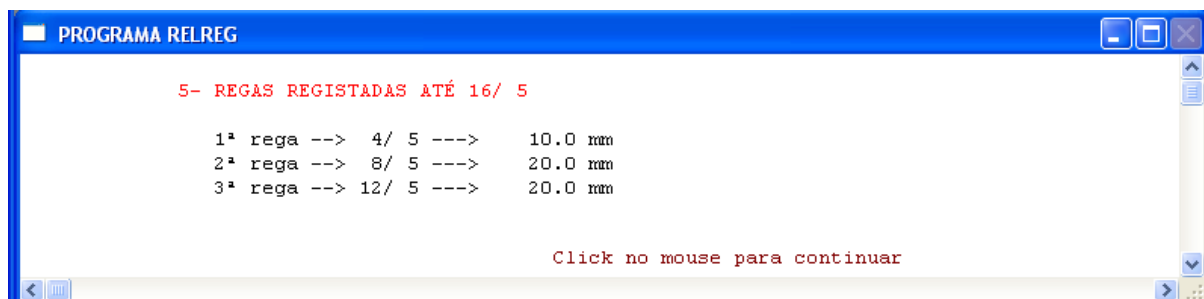 PROGRAMA RELREG
5- REGAS REGISTADAS ATÉ 16/ 5
1ª rega --> 4/ 5 ---> 10.0 mm
2ª rega --> 8/ 5 ---> 20.0 mm
3ª rega --> 12/ 5 ---> 20.0 mm
Click no mouse para continuar